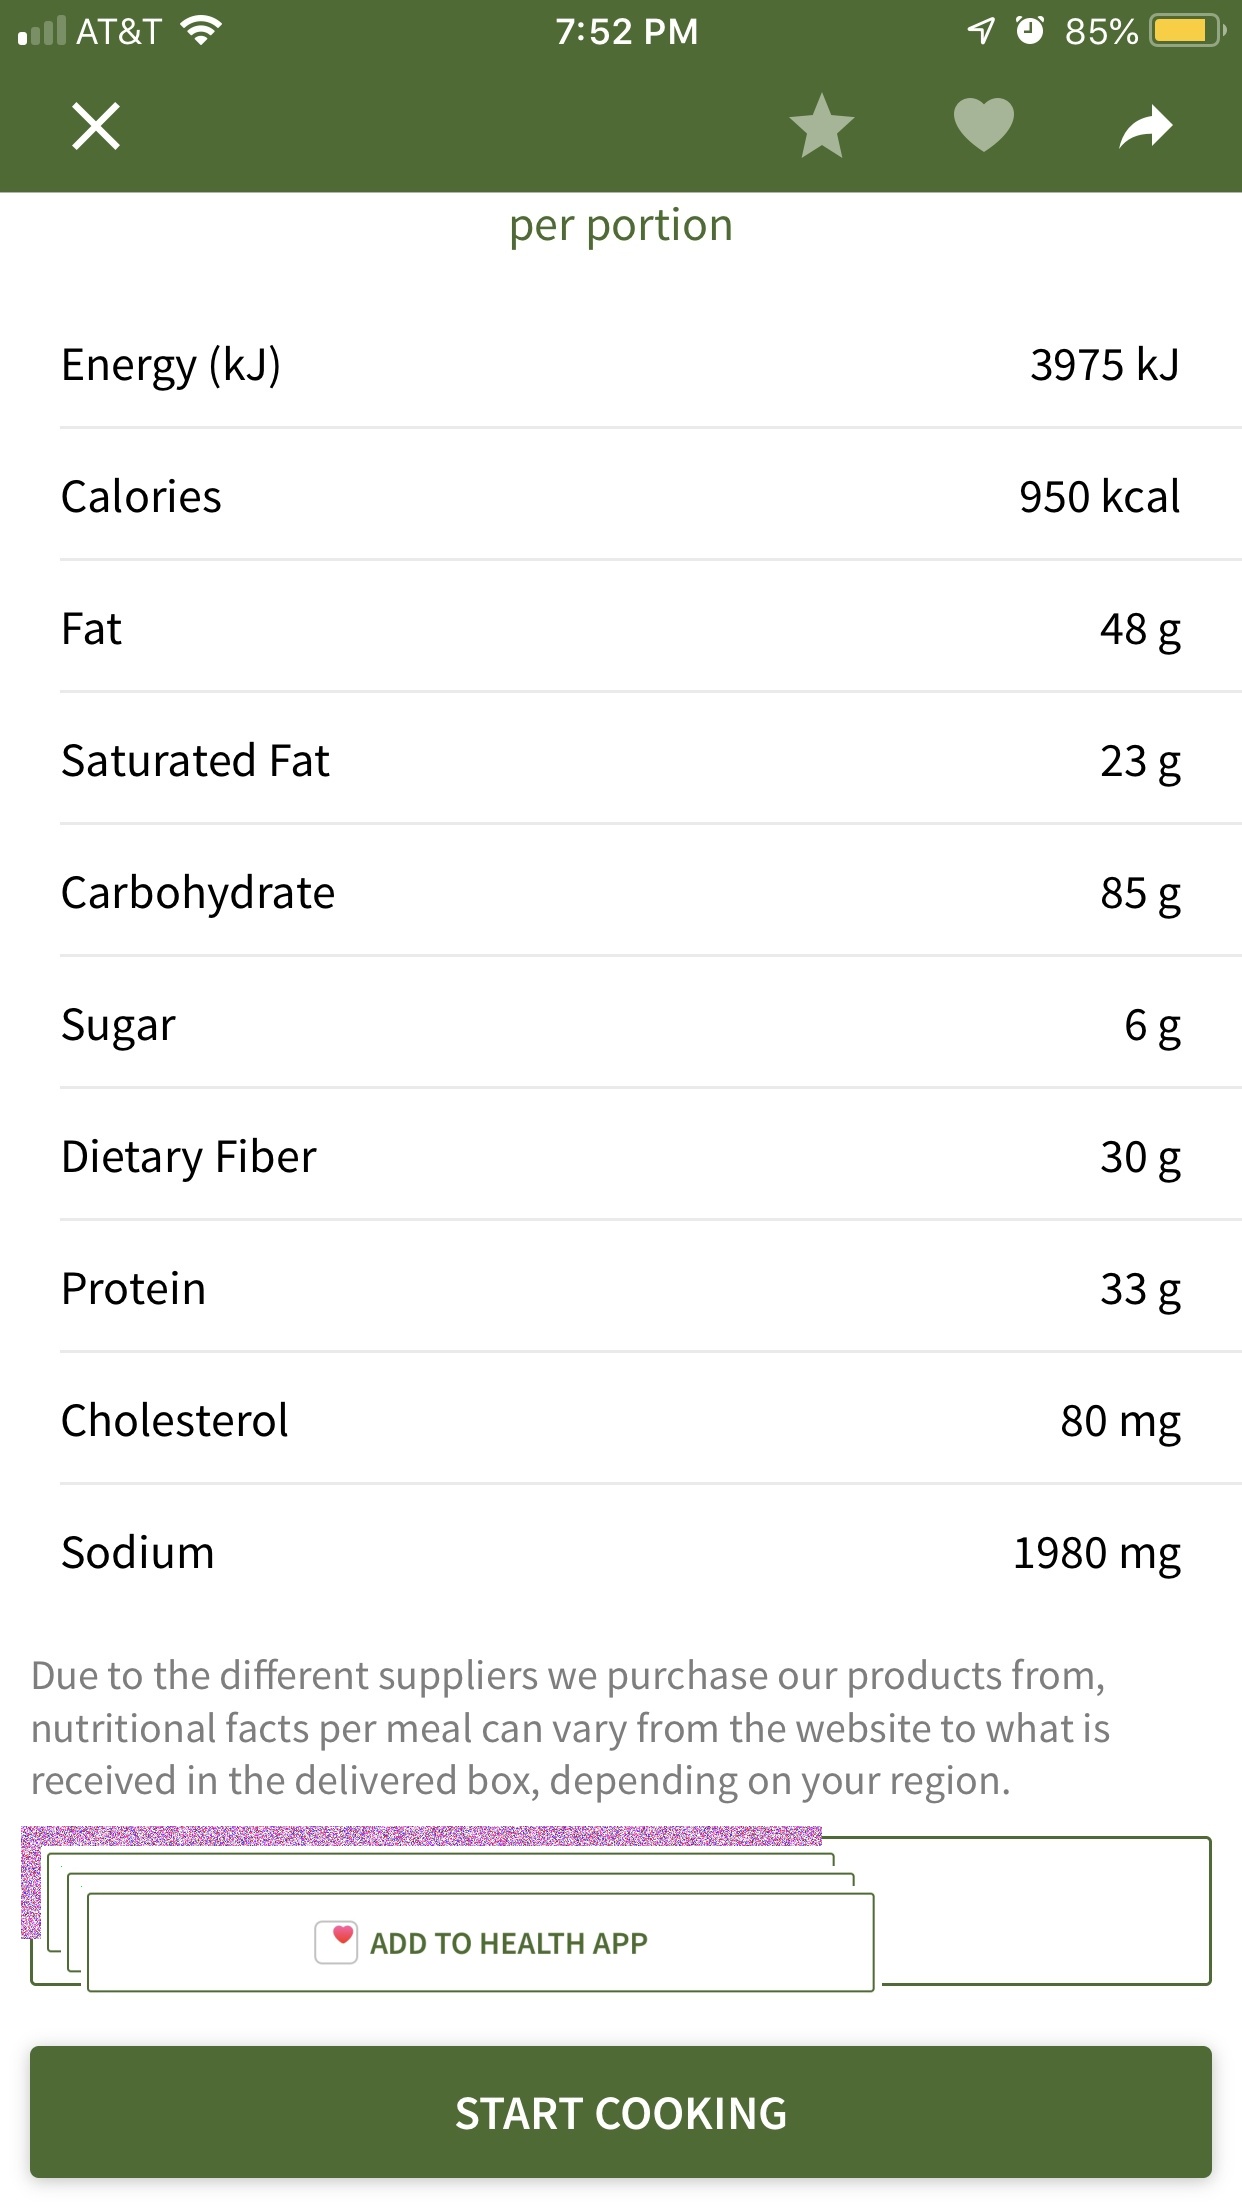 AT&T 7:52 PM 85%
per portion
Energy (kJ) 3975 kJ
Calories 950 kcal
Fat 48 g
Saturated Fat 23 g
Carbohydrate 85 g
Sugar 6 g
Dietary Fiber 30 g
Protein 33 g
Cholesterol 80 mg
Sodium 1980 mg
Due to the different suppliers we purchase our products from,
nutritional facts per meal can vary from the website to what is
received in the delivered box, depending on your region.
ADD TO HEALTH APP
START COOKING